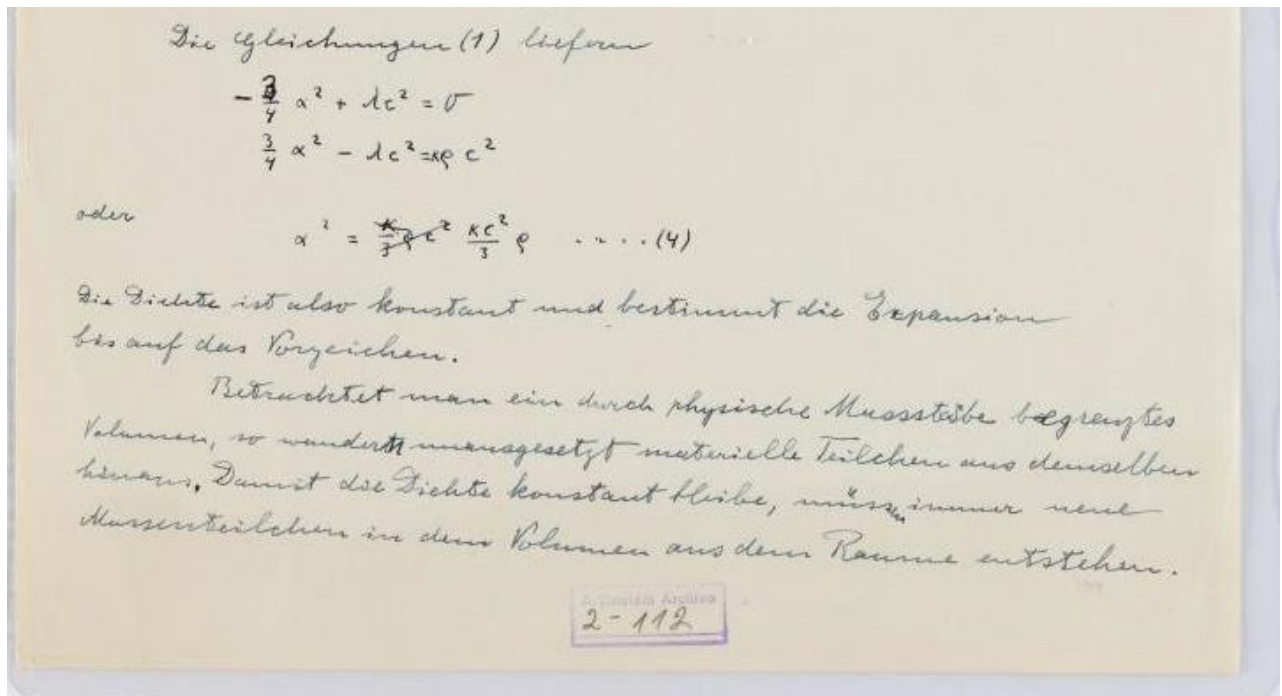 Die Gleichungen (1) liefern
- 3/4 α² + λc² = 0
3/4 α² - λc² = κρc²
oder
α² = κc²/3 ρ ..... (4)
Die Dichte ist also konstant und bestimmt die Expansion
bis auf das Vorzeichen.
Betrachtet man ein durch physische Massstäbe begrenztes
Volumen, so wandern unausgesetzt materielle Teilchen aus demselben
hinaus. Damit die Dichte konstant bleibe, müssen immer neue
Massenteilchen in dem Volumen aus dem Raume entstehen.
A. Einstein Archive
2-112